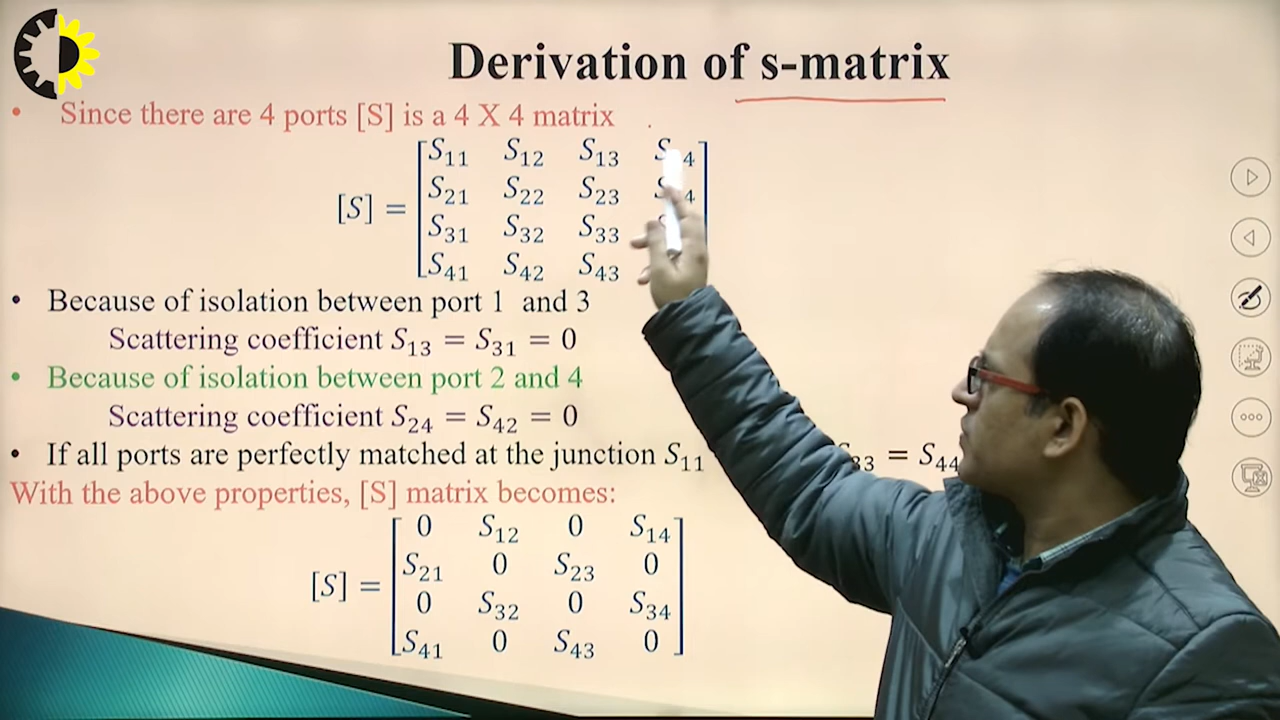 Derivation of s-matrix
• Since there are 4 ports [S] is a 4 X 4 matrix
[S] = [S₁₁ S₁₂ S₁₃ S 4
S₂₁ S₂₂ S₂₃ S 4
S₃₁ S₃₂ S₃₃
S₄₁ S₄₂ S₄₃ ]
• Because of isolation between port 1 and 3
Scattering coefficient S₁₃ = S₃₁ = 0
• Because of isolation between port 2 and 4
Scattering coefficient S₂₄ = S₄₂ = 0
• If all ports are perfectly matched at the junction S₁₁ S₃₃ = S₄₄
With the above properties, [S] matrix becomes:
[S] = [0 S₁₂ 0 S₁₄
S₂₁ 0 S₂₃ 0
0 S₃₂ 0 S₃₄
S₄₁ 0 S₄₃ 0]